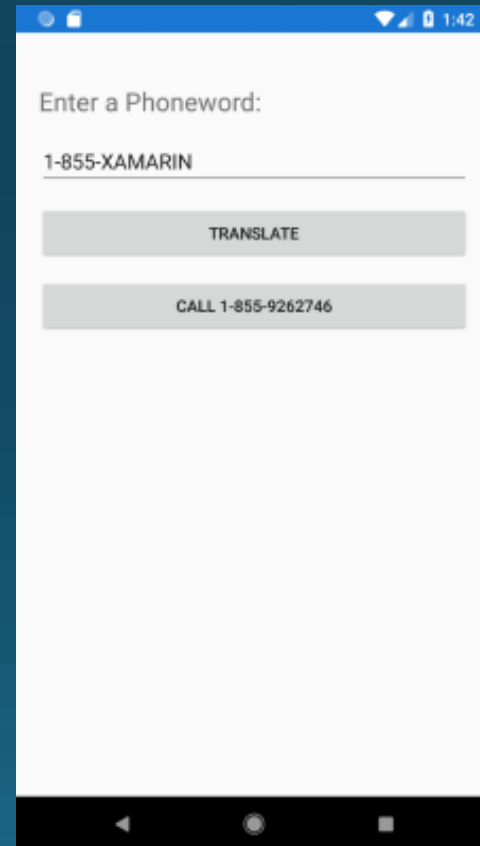 1:42
Enter a Phoneword:
1-855-XAMARIN
TRANSLATE
CALL 1-855-9262746